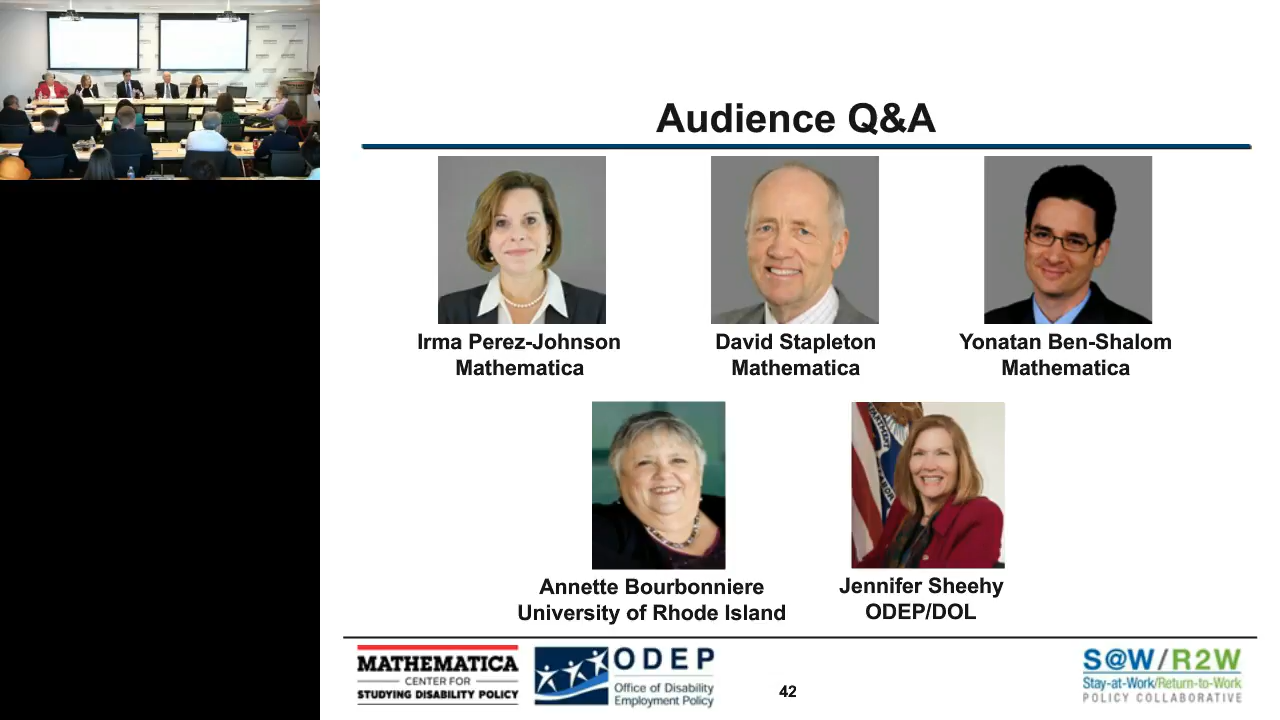 Audience Q&A
Irma Perez-Johnson
Mathematica
David Stapleton
Mathematica
Yonatan Ben-Shalom
Mathematica
Annette Bourbonniere
University of Rhode Island
Jennifer Sheehy
ODEP/DOL
MATHEMATICA
CENTER FOR
STUDYING DISABILITY POLICY
ODEP
Office of Disability
Employment Policy
42
S@W/R2W
Stay-at-Work/Return-to-Work
POLICY COLLABORATIVE